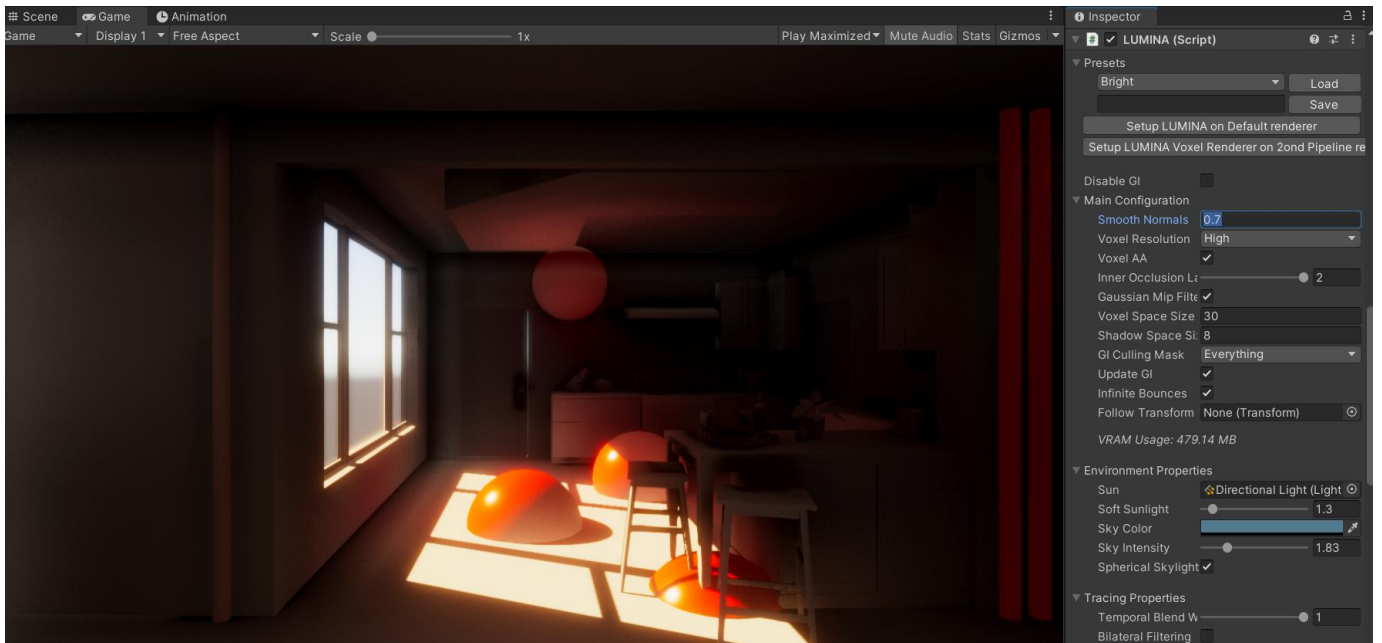 Scene Game Animation
Game Display 1 Free Aspect Scale 1x Play Maximized Mute Audio Stats Gizmos
Inspector
LUMINA (Script)
Presets
Bright Load
Save
Setup LUMINA on Default renderer
Setup LUMINA Voxel Renderer on 2ond Pipeline re
Disable GI
Main Configuration
Smooth Normals 0.7
Voxel Resolution High
Voxel AA
Inner Occlusion La 2
Gaussian Mip Filte
Voxel Space Size 30
Shadow Space Si: 8
GI Culling Mask Everything
Update GI
Infinite Bounces
Follow Transform None (Transform)
VRAM Usage: 479.14 MB
Environment Properties
Sun Directional Light (Light
Soft Sunlight 1.3
Sky Color
Sky Intensity 1.83
Spherical Skylight
Tracing Properties
Temporal Blend W 1
Bilateral Filtering